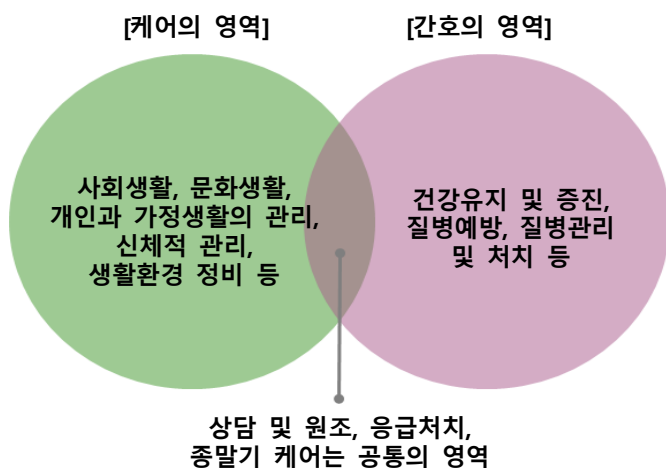 [케어의 영역]
[간호의 영역]
사회생활, 문화생활,
개인과 가정생활의 관리,
신체적 관리,
생활환경 정비 등
건강유지 및 증진,
질병예방, 질병관리
및 처치 등
상담 및 원조, 응급처치,
종말기 케어는 공통의 영역